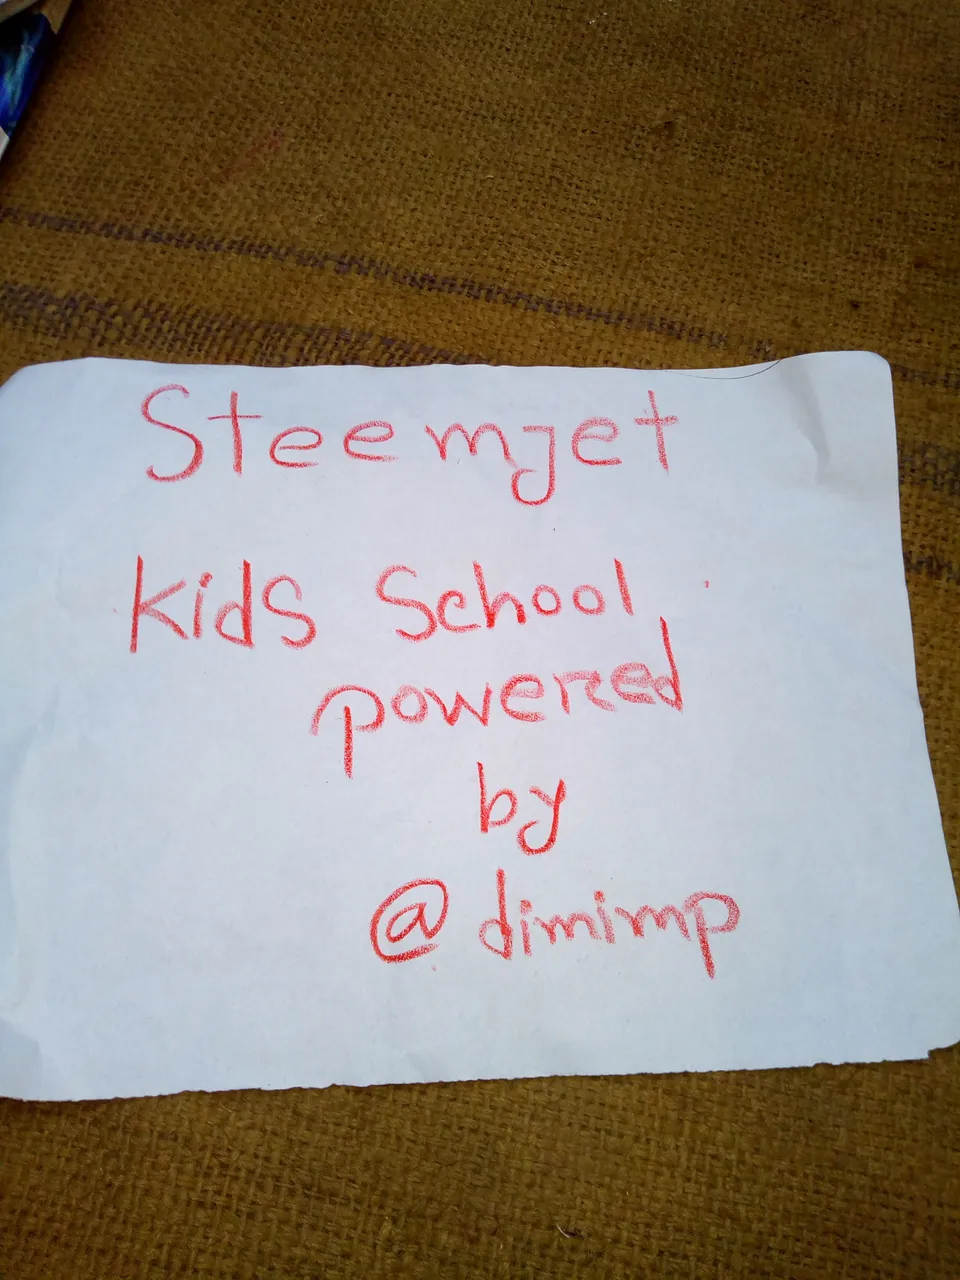 Steemjet
Kids School
powered
by
@dimimp